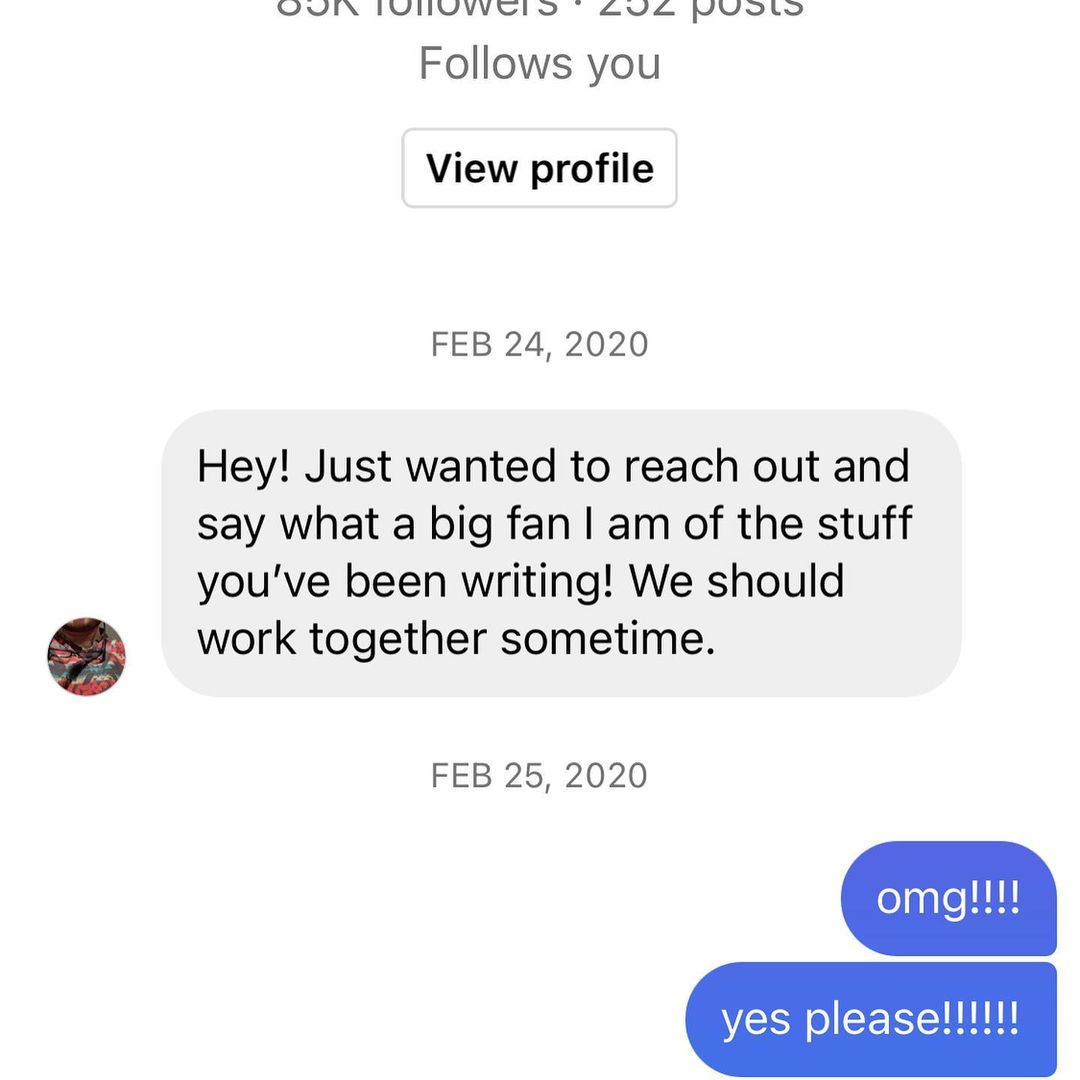 85K followers · 252 posts
Follows you
View profile
FEB 24, 2020
Hey! Just wanted to reach out and
say what a big fan I am of the stuff
you’ve been writing! We should
work together sometime.
FEB 25, 2020
omg!!!!
yes please!!!!!!